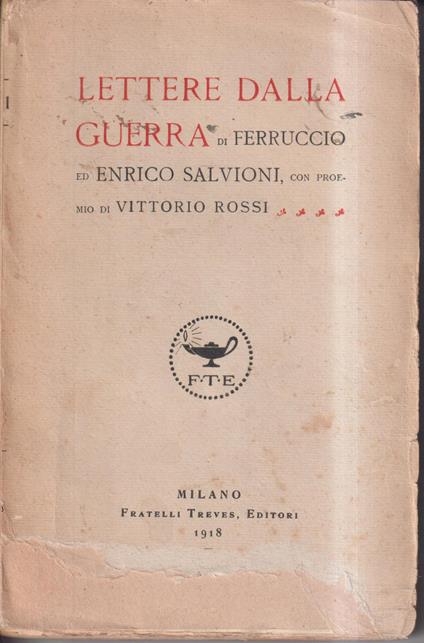 LETTERE DALLA
GUERRA DI FERRUCCIO
ED ENRICO SALVIONI, CON PROE-
MIO DI VITTORIO ROSSI
F·T·E
MILANO
FRATELLI TREVES, EDITORI
1918